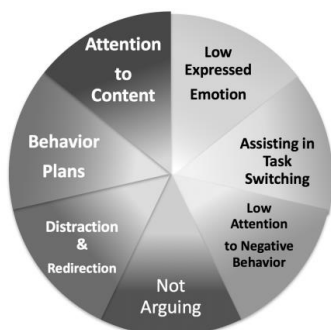 Attention
to
Content
Low
Expressed
Emotion
Assisting in
Task
Switching
Low
Attention
to Negative
Behavior
Not
Arguing
Distraction
&
Redirection
Behavior
Plans